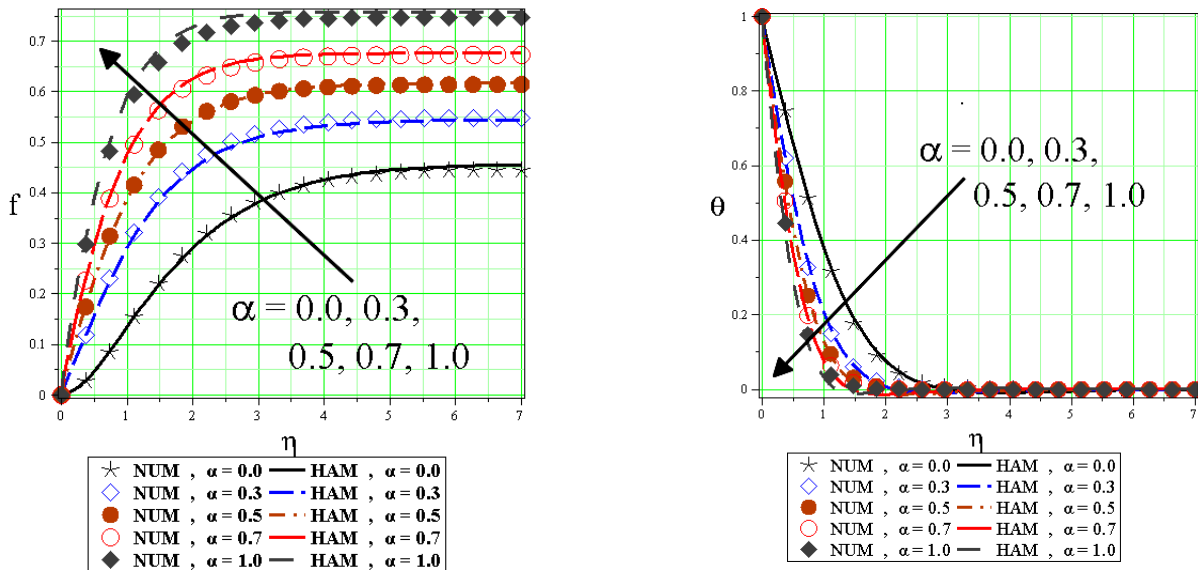 0.7
0.6
0.5
0.4
0.3
0.2
0.1
0
f
α = 0.0, 0.3,
0.5, 0.7, 1.0
0 1 2 3 4 5 6 7
η
NUM , α = 0.0 HAM , α = 0.0
NUM , α = 0.3 HAM , α = 0.3
NUM , α = 0.5 HAM , α = 0.5
NUM , α = 0.7 HAM , α = 0.7
NUM , α = 1.0 HAM , α = 1.0
1
0.8
0.6
0.4
0.2
0
θ
α = 0.0, 0.3,
0.5, 0.7, 1.0
0 1 2 3 4 5 6 7
η
NUM , α = 0.0 HAM , α = 0.0
NUM , α = 0.3 HAM , α = 0.3
NUM , α = 0.5 HAM , α = 0.5
NUM , α = 0.7 HAM , α = 0.7
NUM , α = 1.0 HAM , α = 1.0